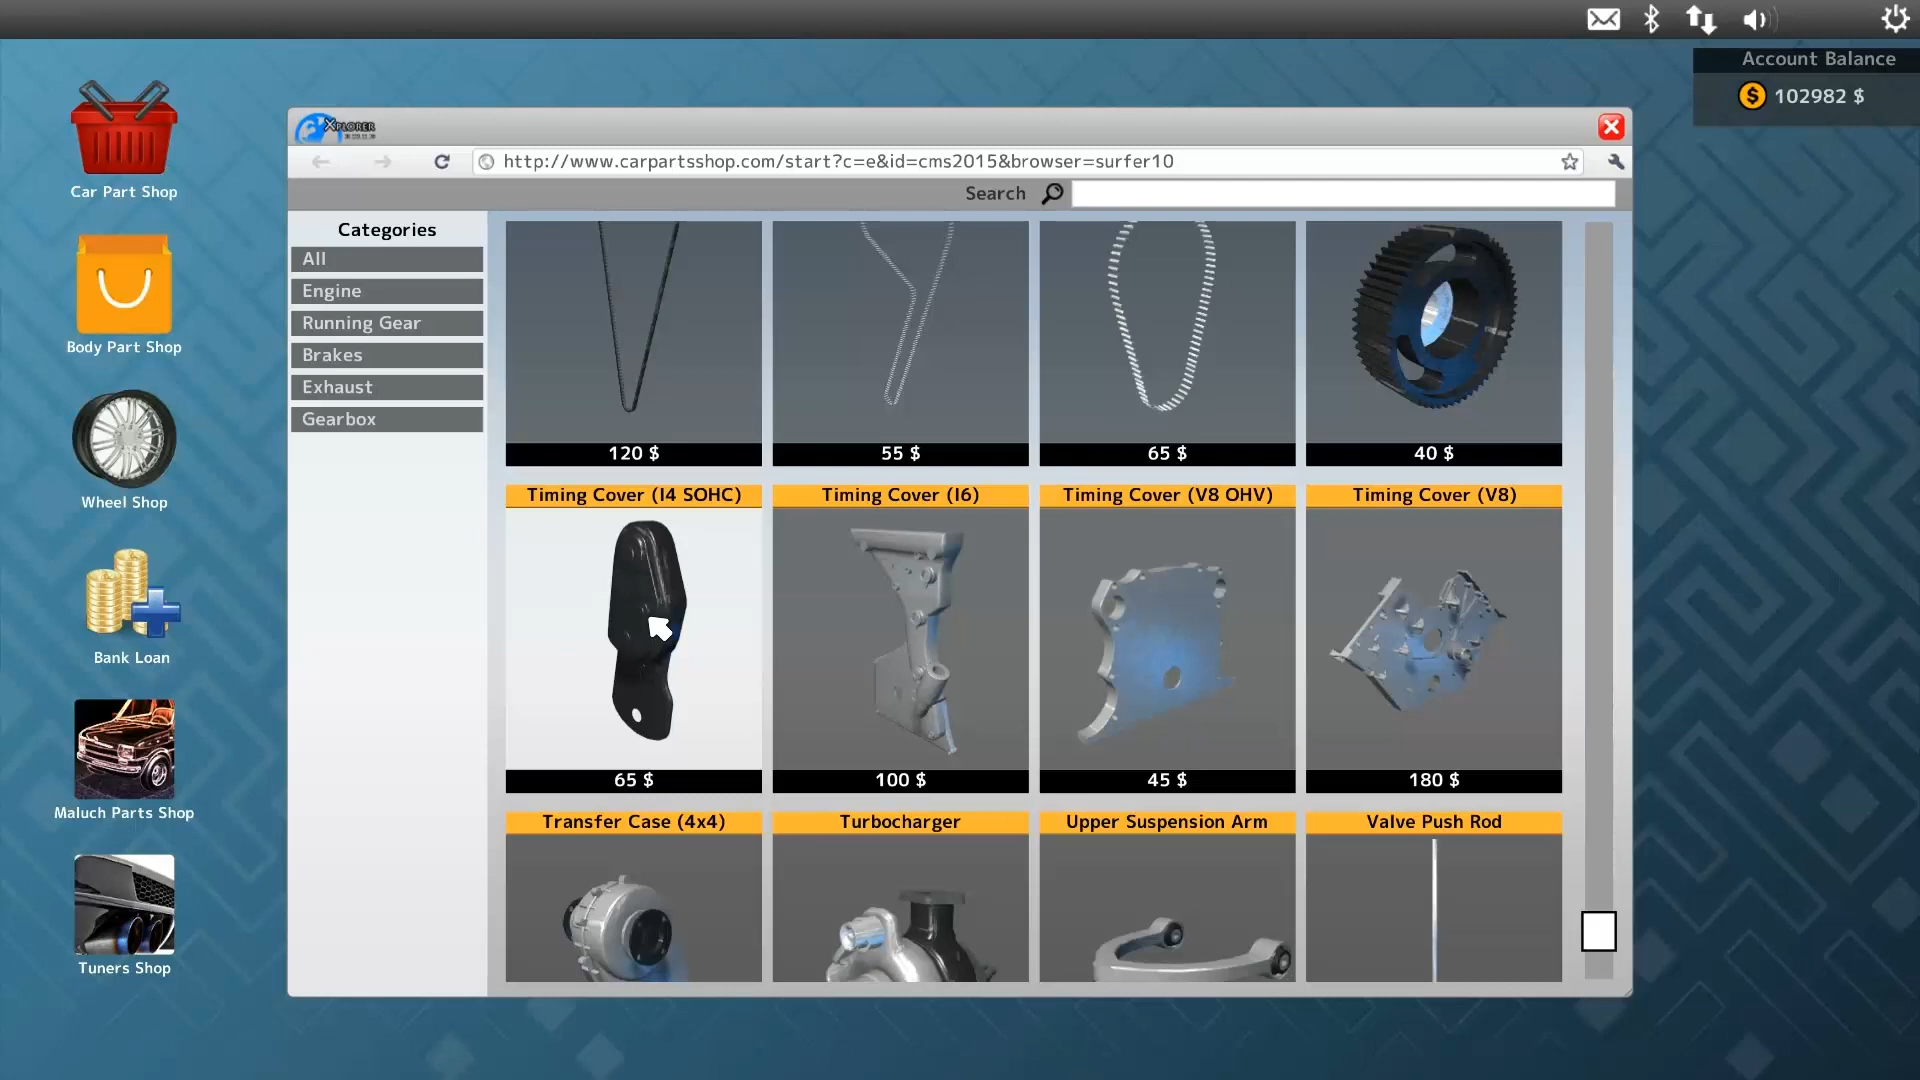 Account Balance
102982 $
XPLORER
http://www.carpartsshop.com/start?c=e&id=cms2015&browser=surfer10
Search
Categories
All
Engine
Running Gear
Brakes
Exhaust
Gearbox
Car Part Shop
Body Part Shop
Wheel Shop
Bank Loan
Maluch Parts Shop
Tuners Shop
120 $
55 $
65 $
40 $
Timing Cover (I4 SOHC)
Timing Cover (I6)
Timing Cover (V8 OHV)
Timing Cover (V8)
65 $
100 $
45 $
180 $
Transfer Case (4x4)
Turbocharger
Upper Suspension Arm
Valve Push Rod